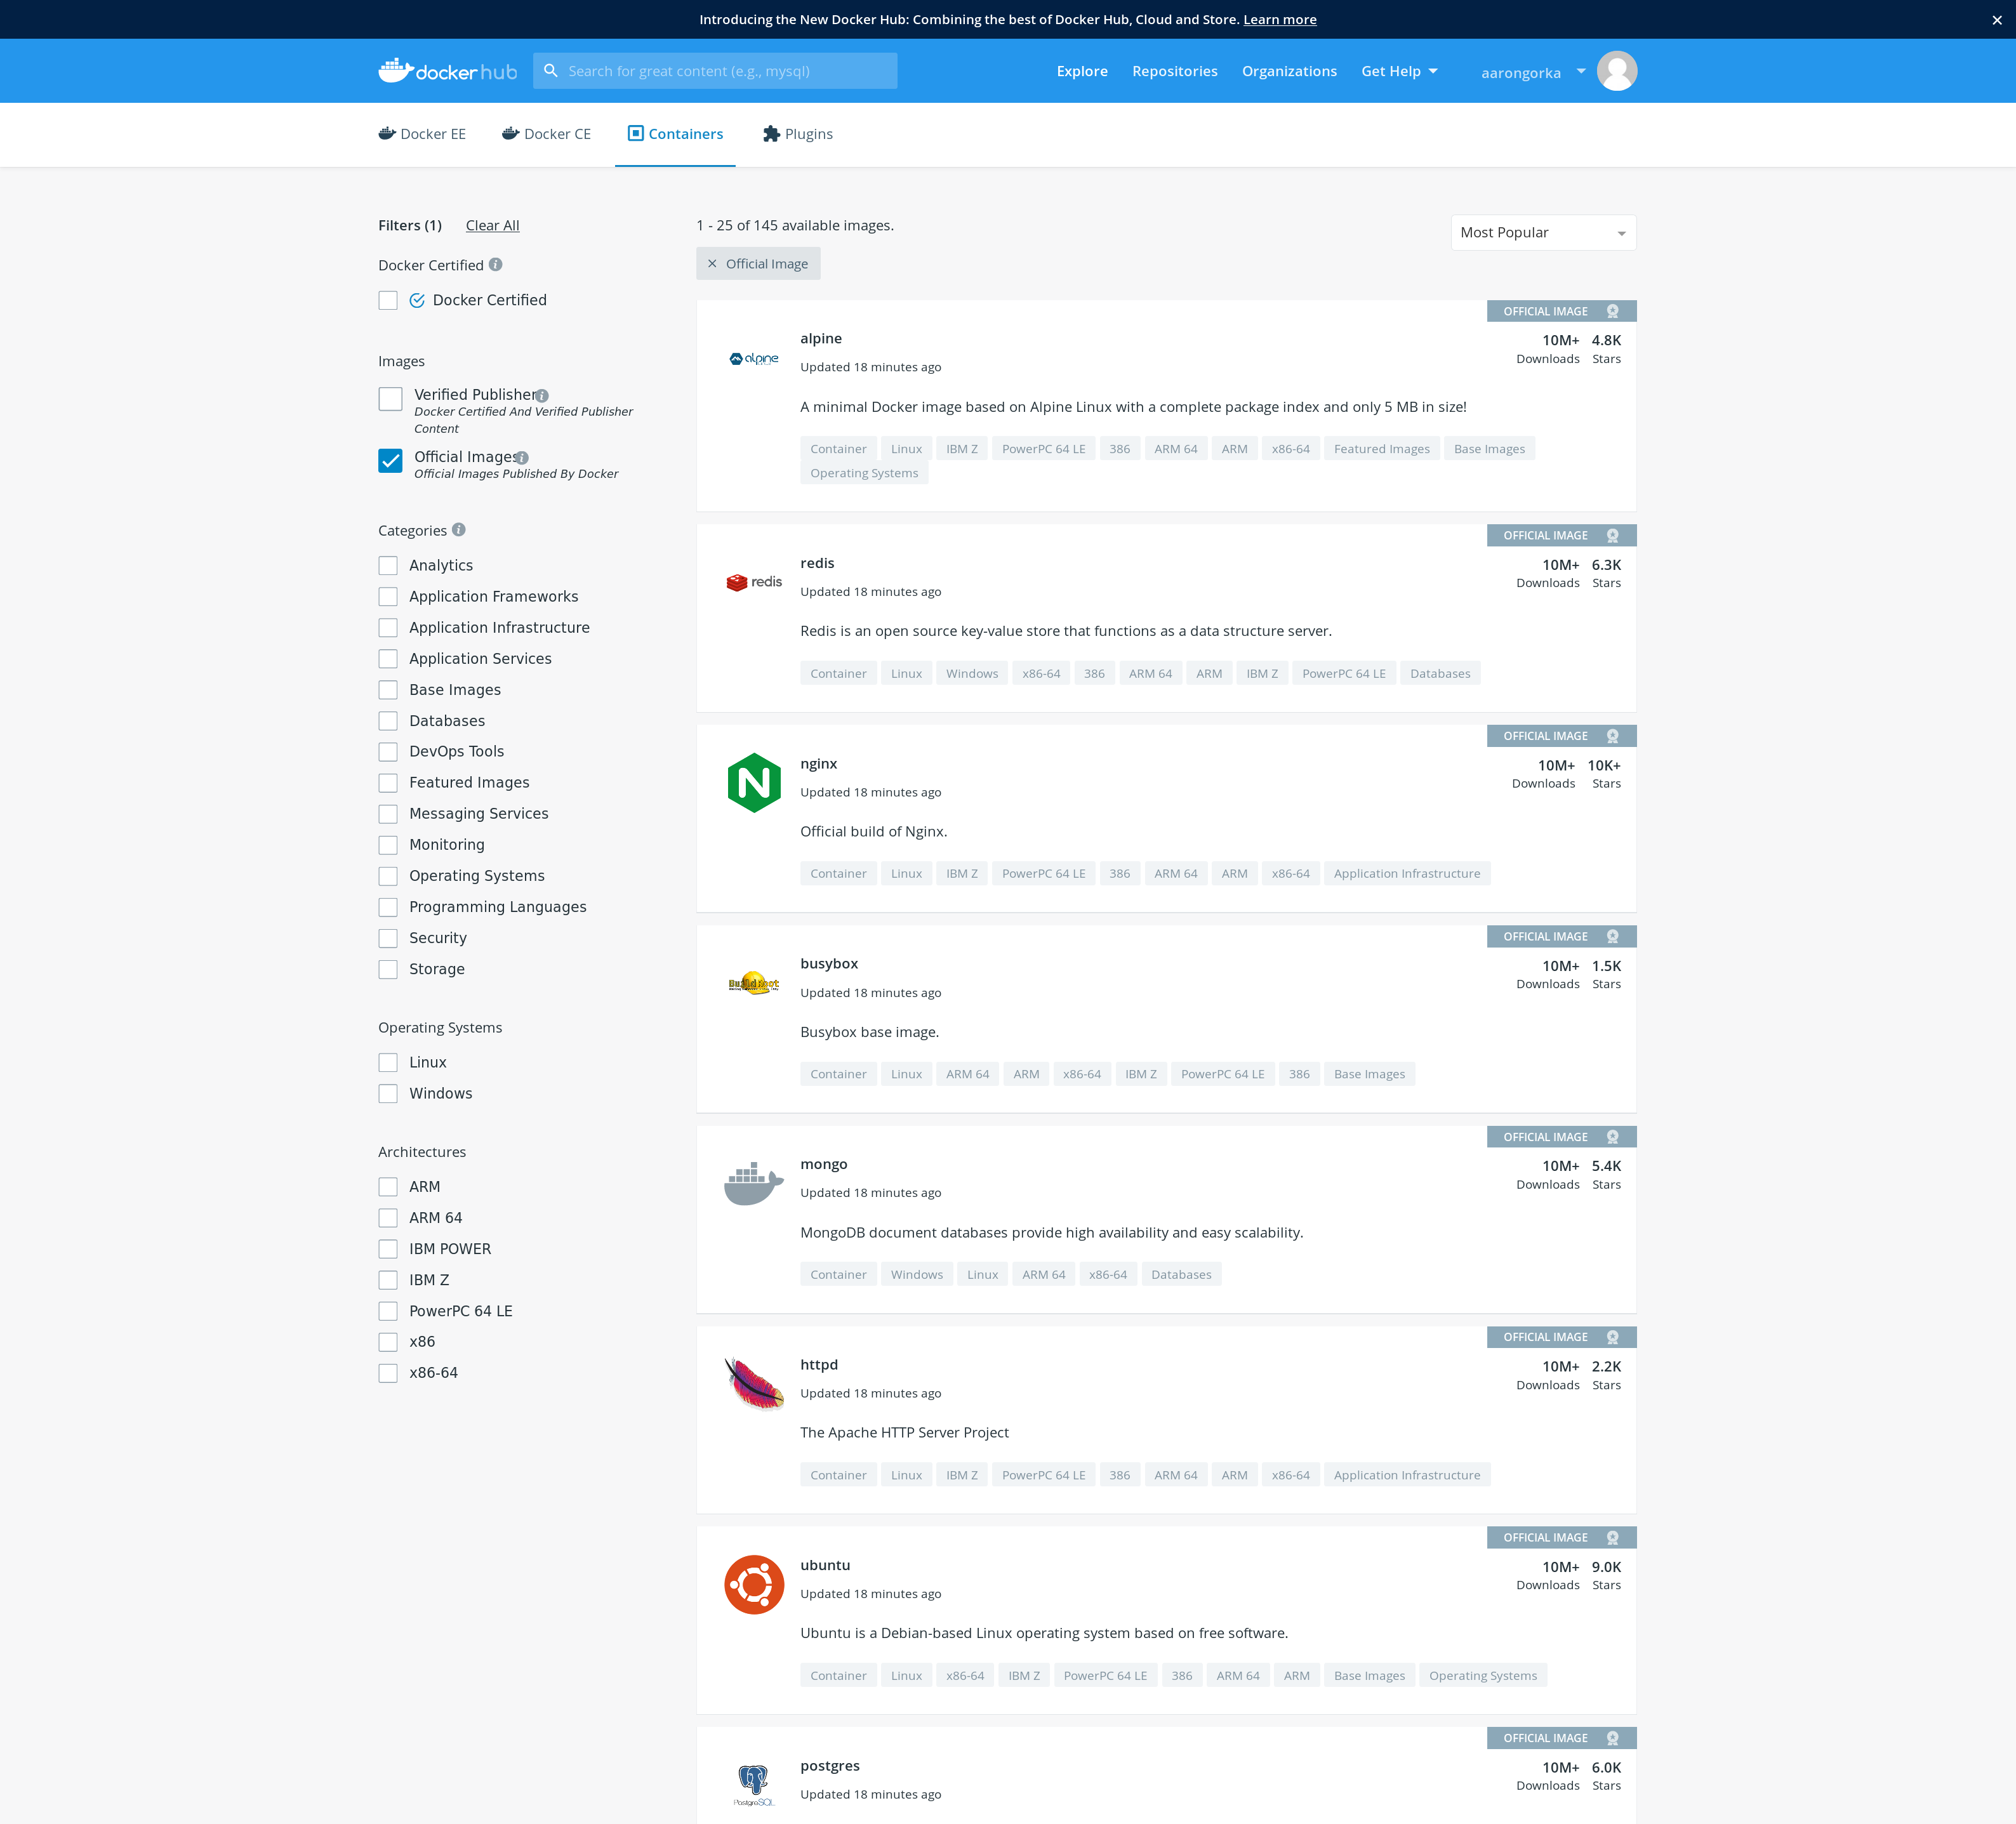 Introducing the New Docker Hub: Combining the best of Docker Hub, Cloud and Store. Learn more
docker hub
Search for great content (e.g., mysql)
Explore
Repositories
Organizations
Get Help
aarongorka
Docker EE
Docker CE
Containers
Plugins
Filters (1)
Clear All
Docker Certified
Docker Certified
Images
Verified Publisher
Docker Certified And Verified Publisher
Content
Official Images
Official Images Published By Docker
Categories
Analytics
Application Frameworks
Application Infrastructure
Application Services
Base Images
Databases
DevOps Tools
Featured Images
Messaging Services
Monitoring
Operating Systems
Programming Languages
Security
Storage
Operating Systems
Linux
Windows
Architectures
ARM
ARM 64
IBM POWER
IBM Z
PowerPC 64 LE
x86
x86-64
1 - 25 of 145 available images.
Most Popular
Official Image
OFFICIAL IMAGE
alpine
alpine
10M+ 4.8K
Updated 18 minutes ago
Downloads Stars
A minimal Docker image based on Alpine Linux with a complete package index and only 5 MB in size!
Container Linux IBM Z PowerPC 64 LE 386 ARM 64 ARM x86-64 Featured Images Base Images
Operating Systems
OFFICIAL IMAGE
redis
redis
10M+ 6.3K
Updated 18 minutes ago
Downloads Stars
Redis is an open source key-value store that functions as a data structure server.
Container Linux Windows x86-64 386 ARM 64 ARM IBM Z PowerPC 64 LE Databases
OFFICIAL IMAGE
nginx
10M+ 10K+
Updated 18 minutes ago
Downloads Stars
Official build of Nginx.
Container Linux IBM Z PowerPC 64 LE 386 ARM 64 ARM x86-64 Application Infrastructure
OFFICIAL IMAGE
busybox
10M+ 1.5K
Updated 18 minutes ago
Downloads Stars
Busybox base image.
Container Linux ARM 64 ARM x86-64 IBM Z PowerPC 64 LE 386 Base Images
OFFICIAL IMAGE
mongo
10M+ 5.4K
Updated 18 minutes ago
Downloads Stars
MongoDB document databases provide high availability and easy scalability.
Container Windows Linux ARM 64 x86-64 Databases
OFFICIAL IMAGE
httpd
10M+ 2.2K
Updated 18 minutes ago
Downloads Stars
The Apache HTTP Server Project
Container Linux IBM Z PowerPC 64 LE 386 ARM 64 ARM x86-64 Application Infrastructure
OFFICIAL IMAGE
ubuntu
10M+ 9.0K
Updated 18 minutes ago
Downloads Stars
Ubuntu is a Debian-based Linux operating system based on free software.
Container Linux x86-64 IBM Z PowerPC 64 LE 386 ARM 64 ARM Base Images Operating Systems
OFFICIAL IMAGE
postgres
10M+ 6.0K
Updated 18 minutes ago
Downloads Stars
PostgreSQL